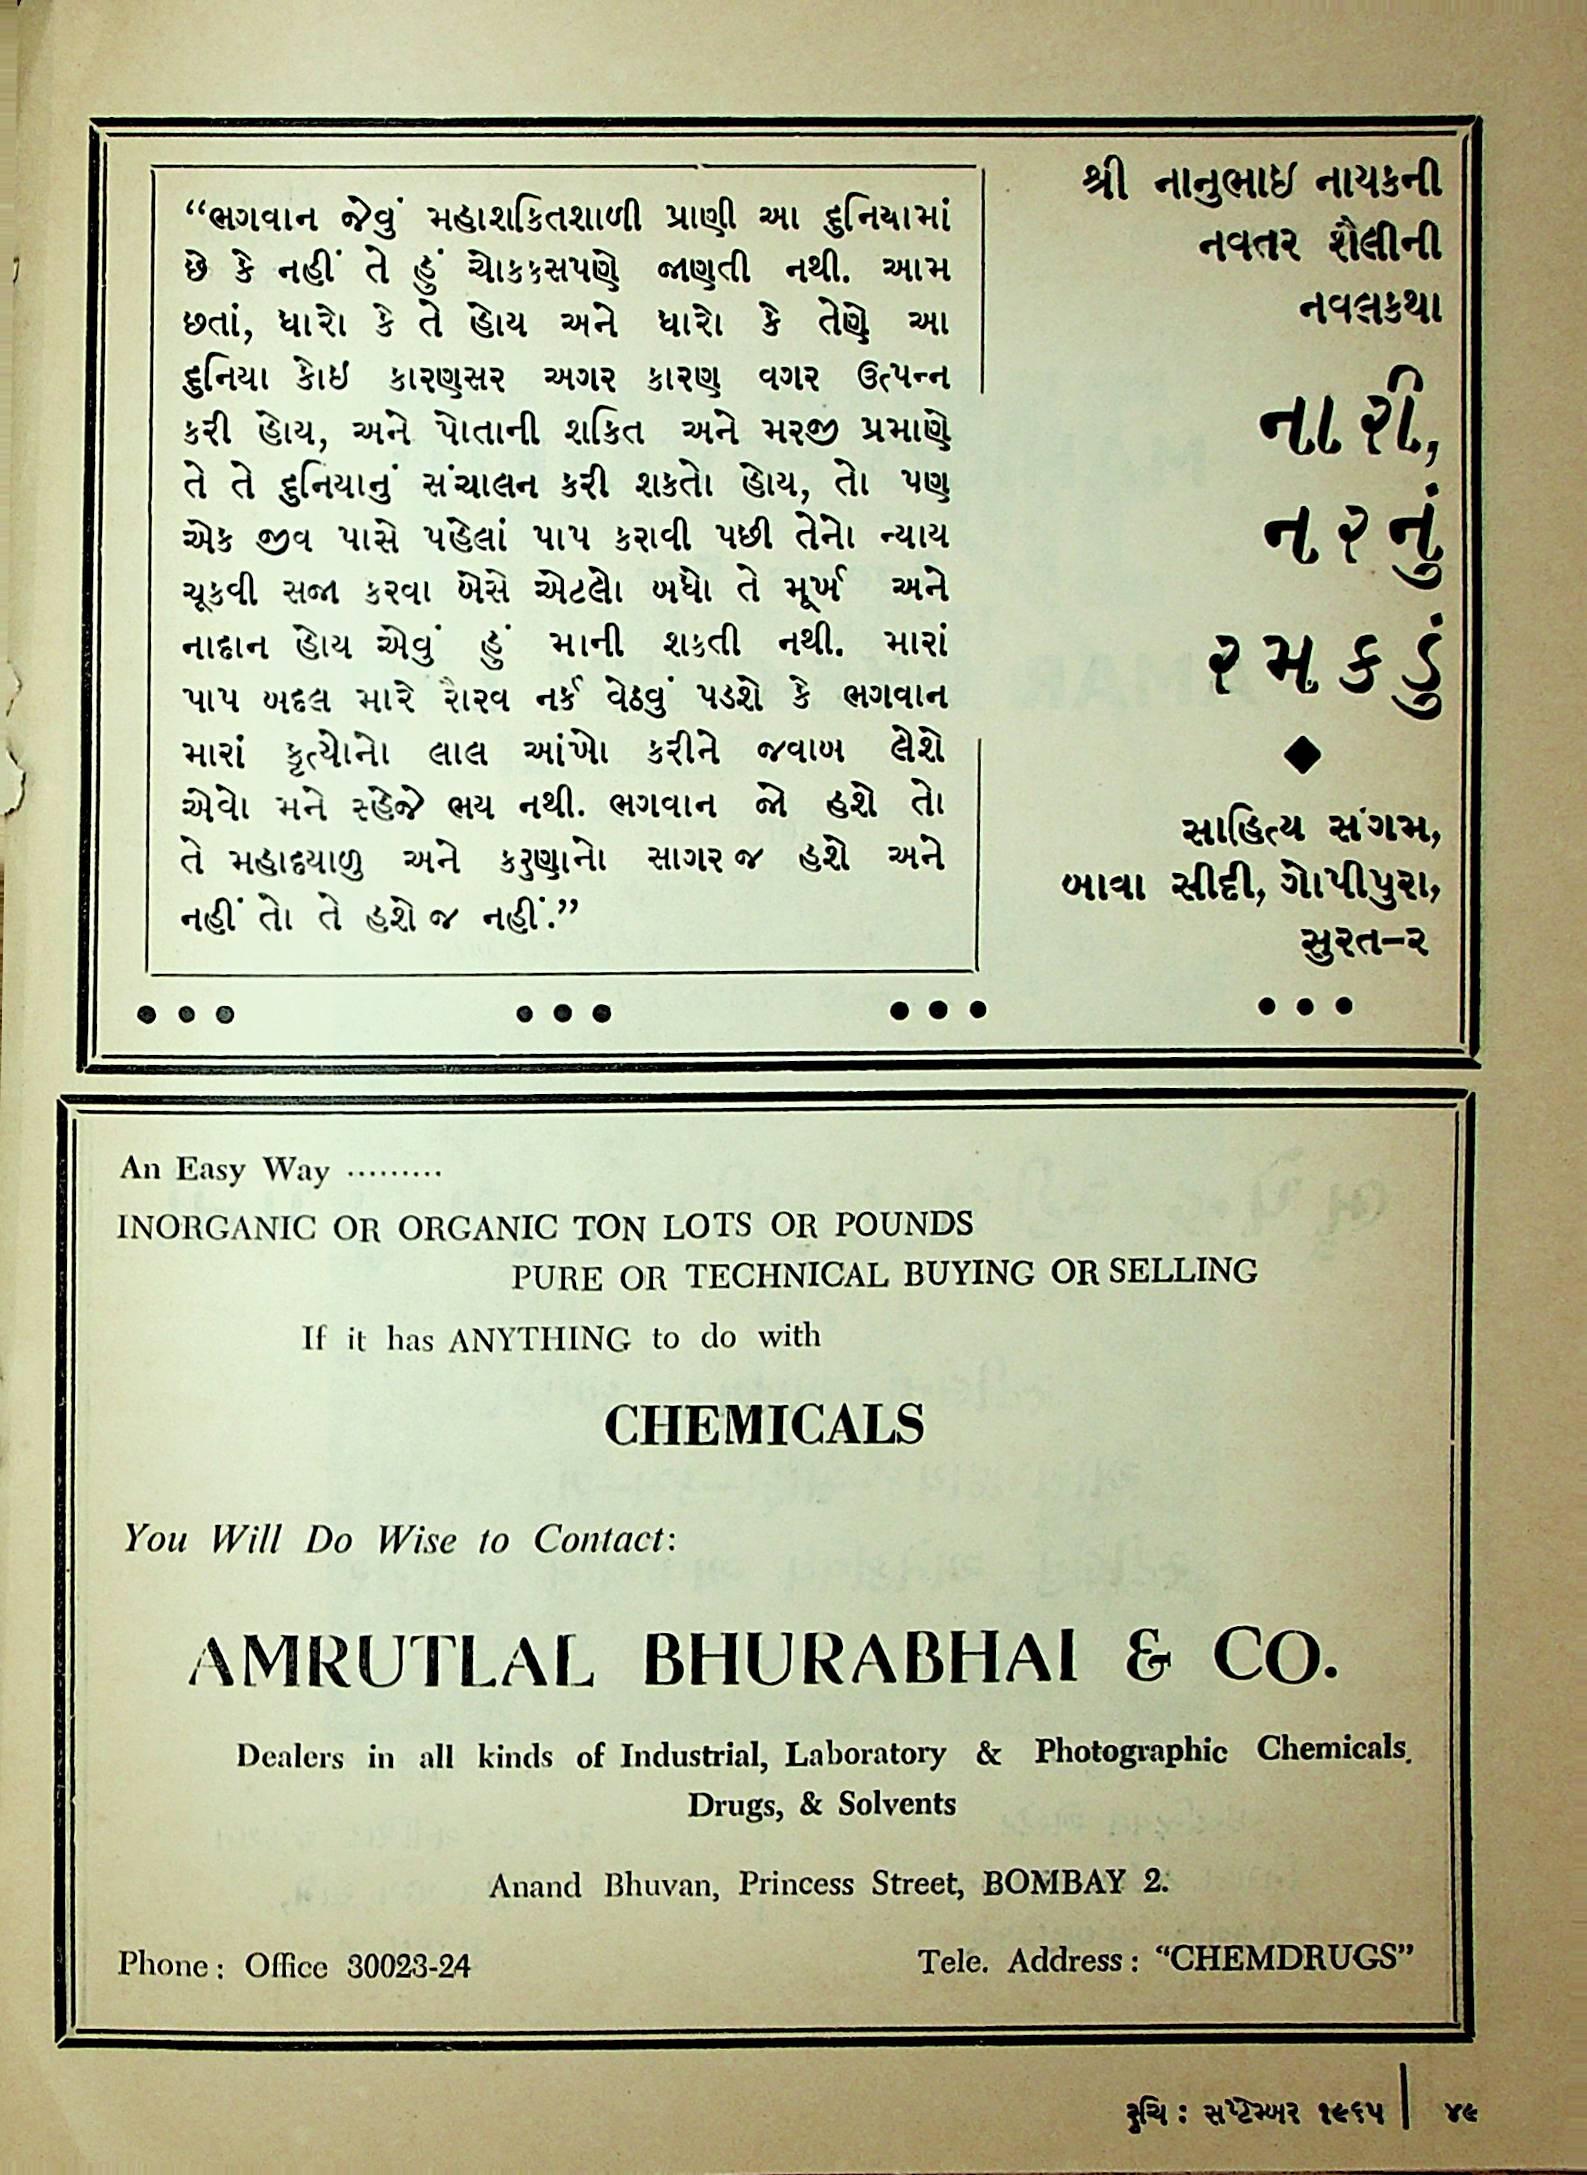 “ભગવાન જેવું મહાશકિતશાળી પ્રાણી આ દુનિયામાં
છે કે નહીં તે હું ચોકકસપણે જાણતી નથી. આમ
છતાં, ધારો કે તે હોય અને ધારો કે તેણે આ
દુનિયા કોઇ કારણસર અગર કારણ વગર ઉત્પન્ન
કરી હોય, અને પોતાની શકિત અને મરજી પ્રમાણે
તે તે દુનિયાનું સંચાલન કરી શકતો હોય, તો પણ
એક જીવ પાસે પહેલાં પાપ કરાવી પછી તેનો ન્યાય
ચૂકવી સજા કરવા બેસે એટલો બધો તે મૂર્ખ અને
નાદાન હોય એવું હું માની શકતી નથી. મારાં
પાપ બદલ મારે રૌરવ નર્ક વેઠવું પડશે કે ભગવાન
મારાં કૃત્યોનો લાલ આંખો કરીને જવાબ લેશે
એવો મને સ્હેજે ભય નથી. ભગવાન જો હશે તો
તે મહાદયાળુ અને કરુણાનો સાગર જ હશે અને
નહીં તો તે હશે જ નહીં.”
શ્રી નાનુભાઇ નાયકની
નવતર શૈલીની
નવલકથા
નારી,
નરનું
રમકડું
સાહિત્ય સંગમ,
બાવા સીદી, ગોપીપુરા,
સુરત–૨
An Easy Way .........
INORGANIC OR ORGANIC TON LOTS OR POUNDS
PURE OR TECHNICAL BUYING OR SELLING
If it has ANYTHING to do with
CHEMICALS
You Will Do Wise to Contact:
AMRUTLAL BHURABHAI & CO.
Dealers in all kinds of Industrial, Laboratory & Photographic Chemicals.
Drugs, & Solvents
Anand Bhuvan, Princess Street, BOMBAY 2.
Phone: Office 30023-24
Tele. Address: “CHEMDRUGS”
રુચિ : સપ્ટેમ્બર ૧૯૬૫ | ૪૯